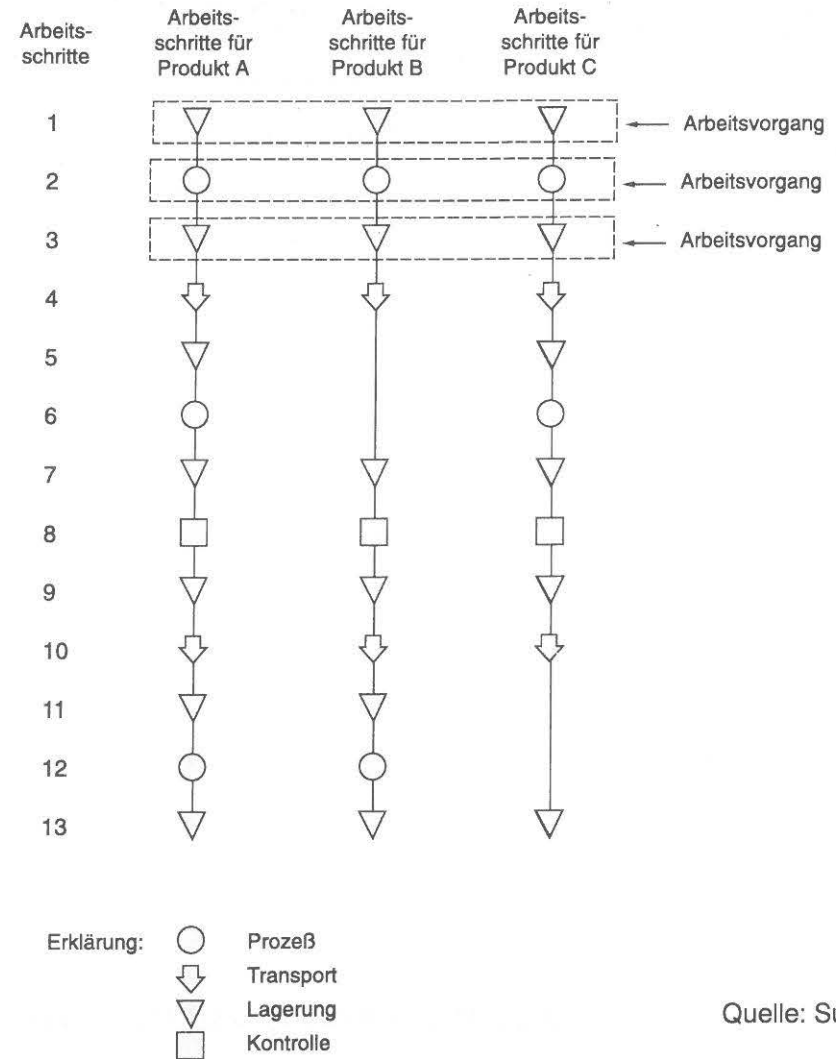 Arbeits-
schritte
Arbeits-
schritte für
Produkt A
Arbeits-
schritte für
Produkt B
Arbeits-
schritte für
Produkt C
1
Arbeitsvorgang
2
Arbeitsvorgang
3
Arbeitsvorgang
4
5
6
7
8
9
10
11
12
13
Erklärung:
Prozeß
Transport
Lagerung
Kontrolle
Quelle: